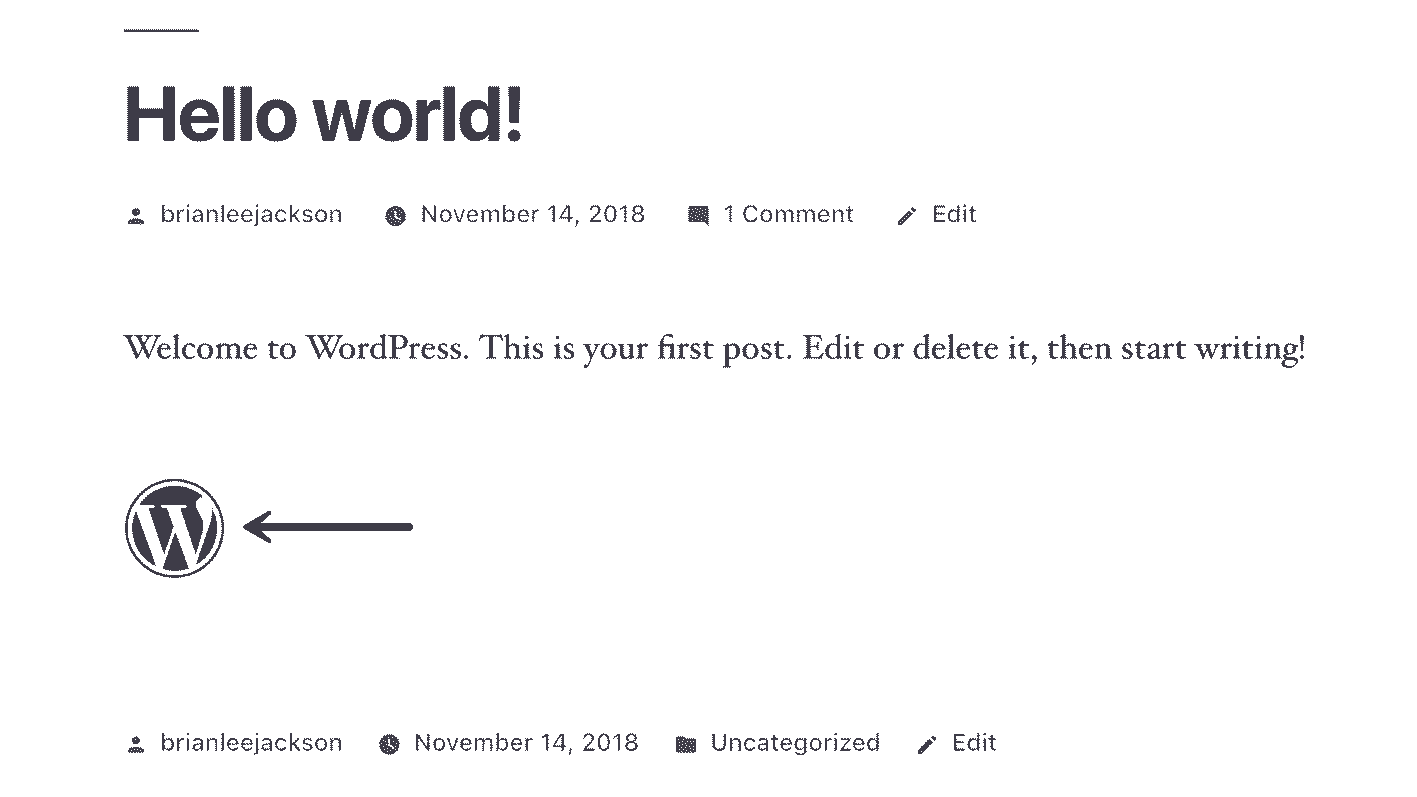 Hello world!
brianleejackson November 14, 2018 1 Comment Edit
Welcome to WordPress. This is your first post. Edit or delete it, then start writing!
W
brianleejackson November 14, 2018 Uncategorized Edit